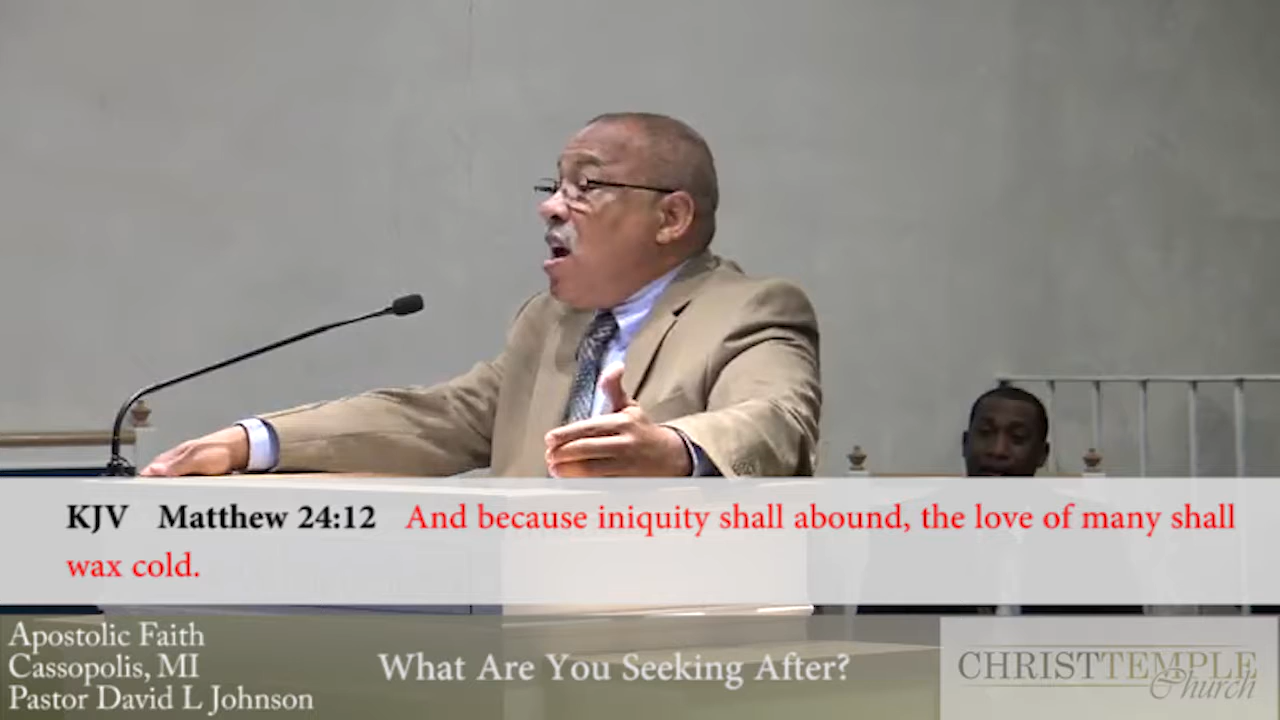 KJV Matthew 24:12 And because iniquity shall abound, the love of many shall
wax cold.
Apostolic Faith
Cassopolis, MI
Pastor David L Johnson
What Are You Seeking After?
CHRISTTEMPLE
Church